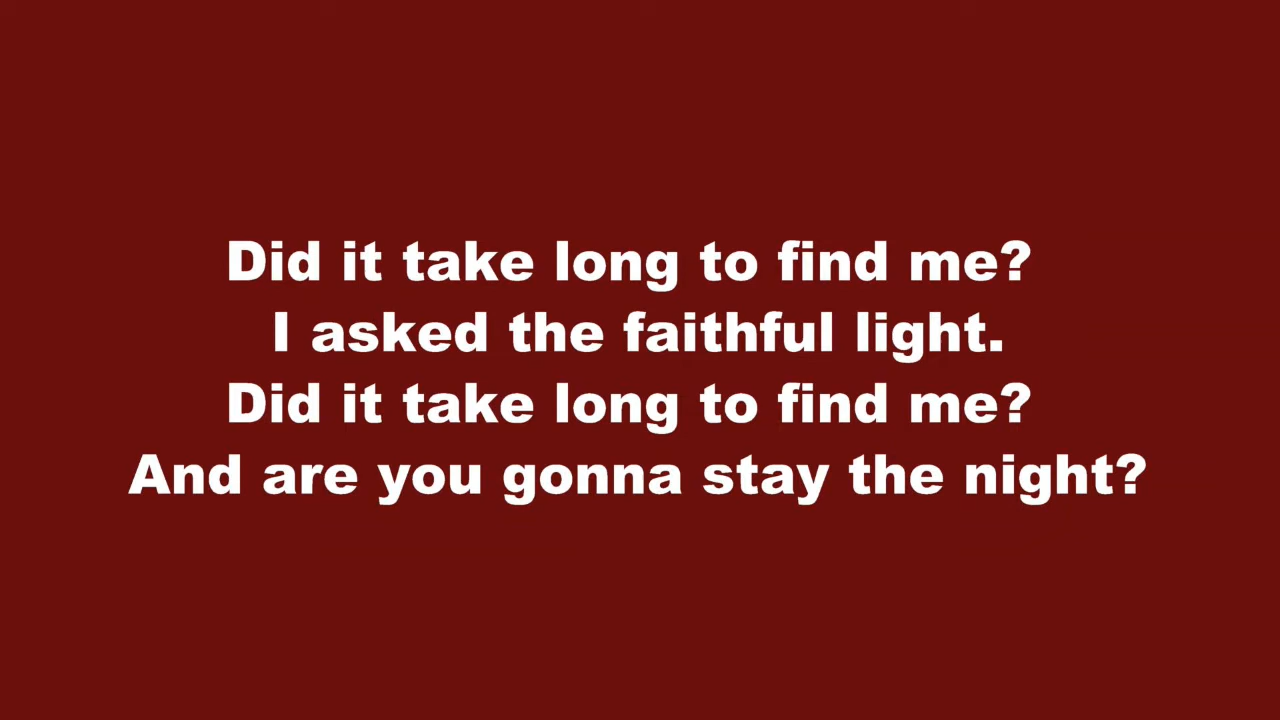 Did it take long to find me?
I asked the faithful light.
Did it take long to find me?
And are you gonna stay the night?